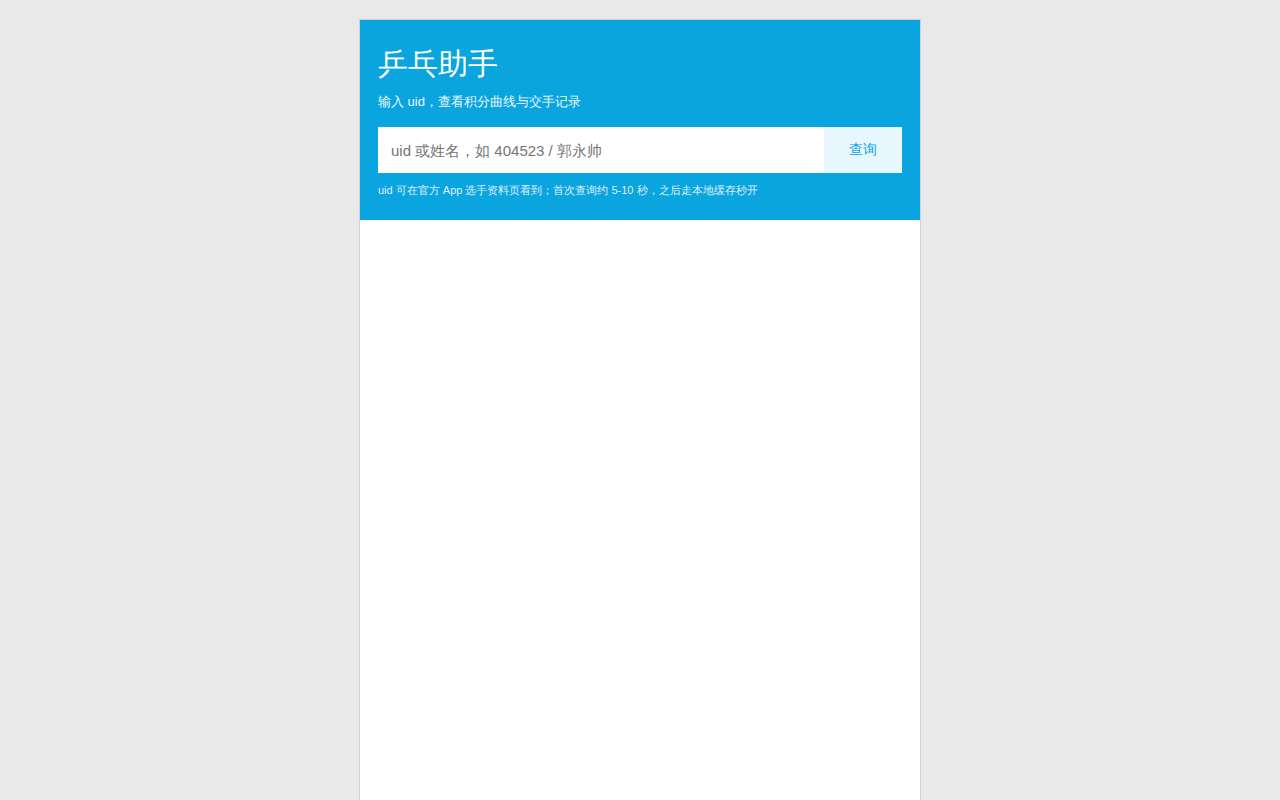 乒乓助手
输入 uid，查看积分曲线与交手记录
uid 或姓名，如 404523 / 郭永帅
查询
uid 可在官方 App 选手资料页看到；首次查询约 5-10 秒，之后走本地缓存秒开